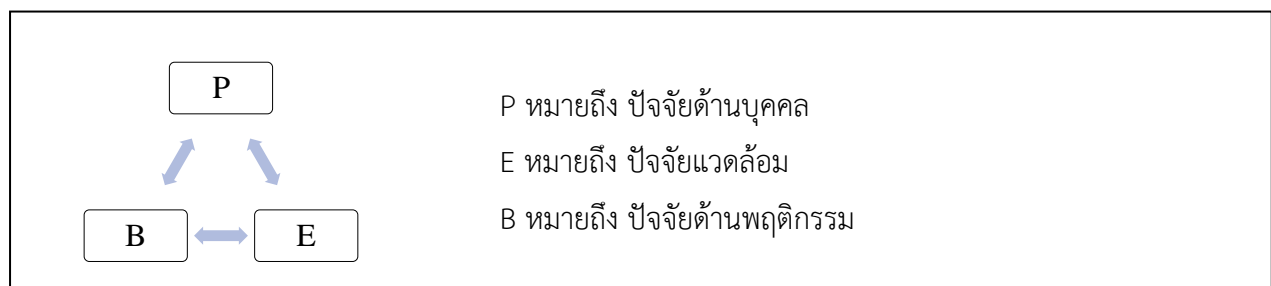 P
B
E
P หมายถึง ปัจจัยด้านบุคคล
E หมายถึง ปัจจัยแวดล้อม
B หมายถึง ปัจจัยด้านพฤติกรรม